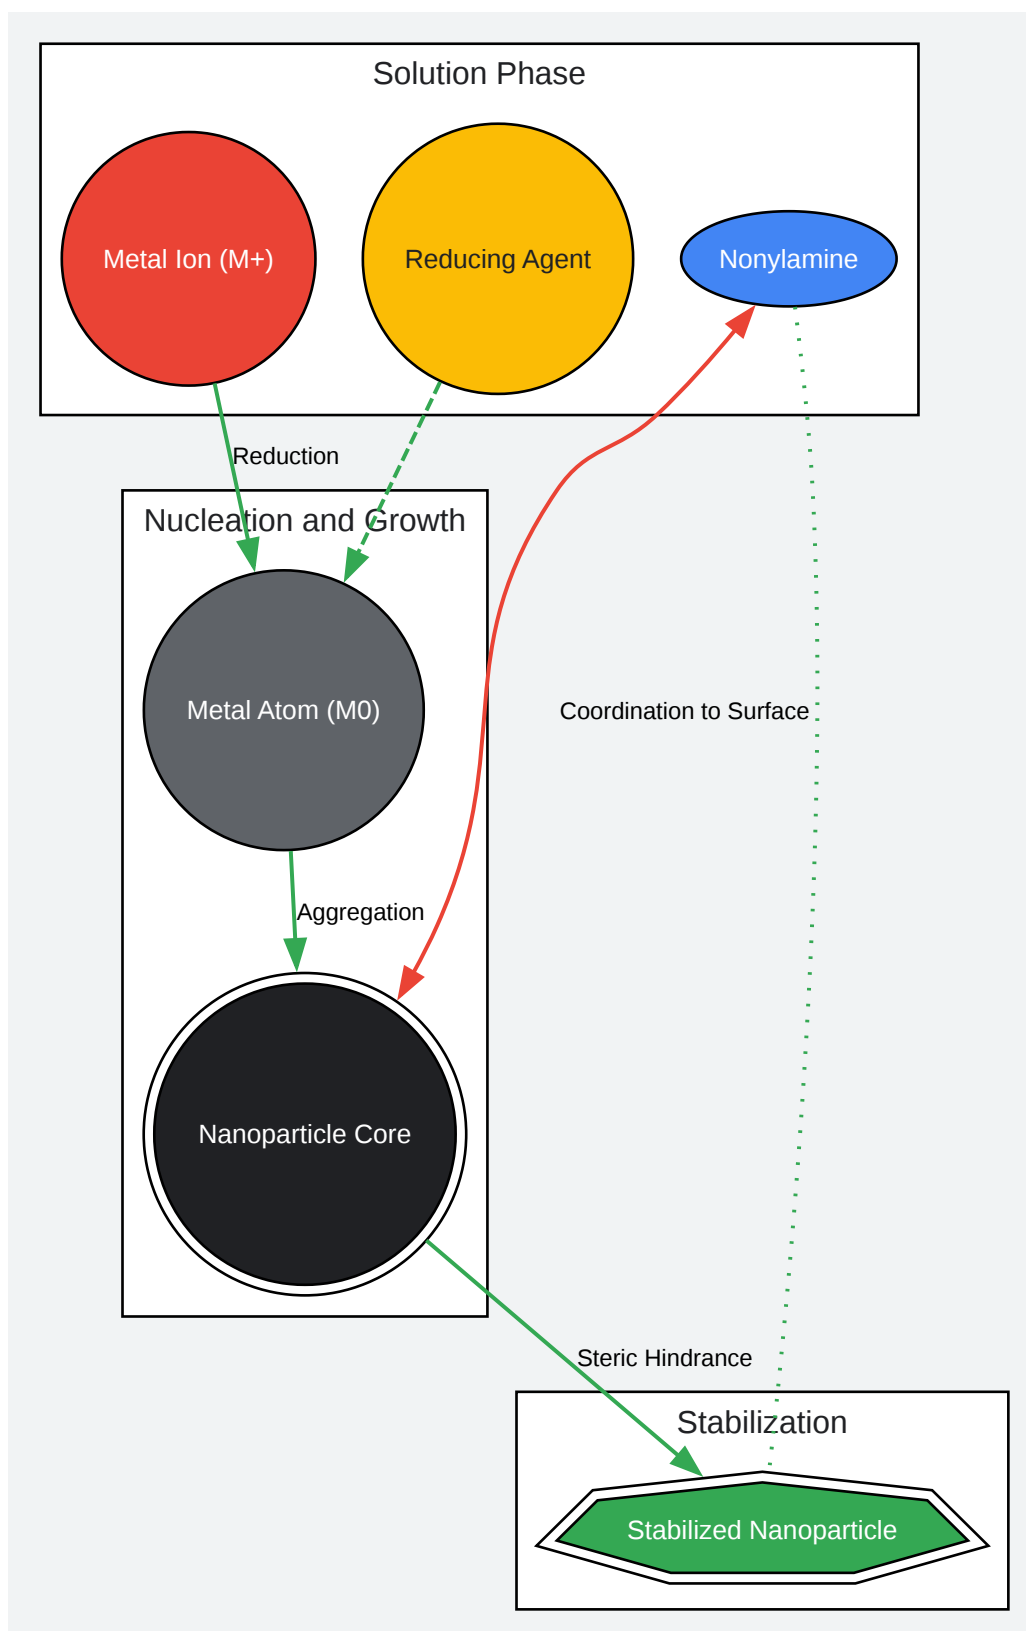 Solution Phase
Metal Ion (M+)
Reducing Agent
Nonylamine
Reduction
Nucleation and Growth
Metal Atom (M0)
Coordination to Surface
Aggregation
Nanoparticle Core
Steric Hindrance
Stabilization
Stabilized Nanoparticle